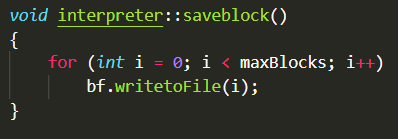 void interpreter::saveblock()
{
    for (int i = 0; i < maxBlocks; i++)
        bf.writetoFile(i);
}